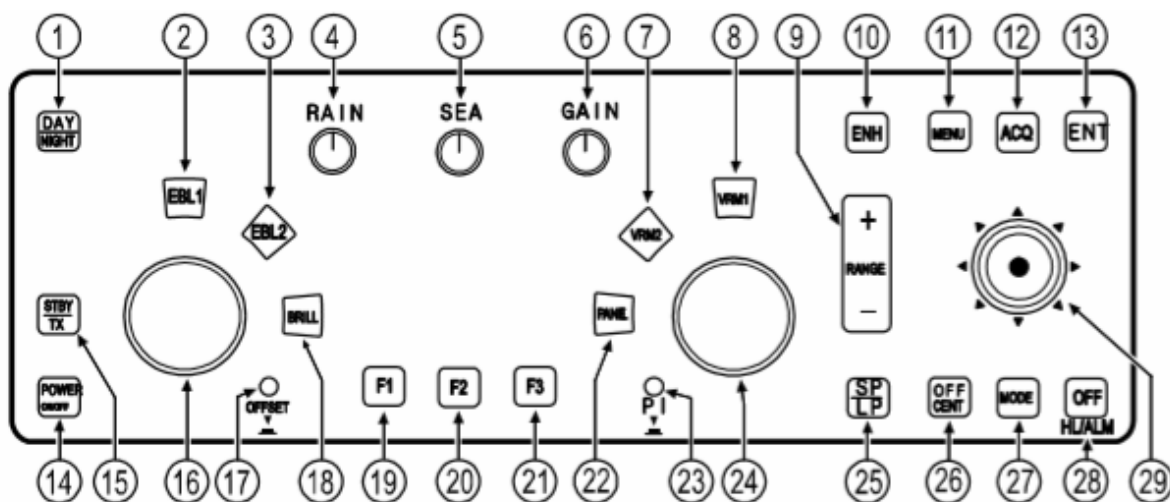 1 2 3 4 5 6 7 8 9 10 11 12 13
RAIN SEA GAIN
DAY
NIGHT
ENH MENU ACQ ENT
EBL1 VRM1
EBL2 VRM2
+
RANGE
−
STBY
TX
BRILL PANEL
POWER
ON/OFF
OFFSET
F1 F2 F3
PI
SP
LP
OFF
CENT
MODE
OFF
HL/ALM
14 15 16 17 18 19 20 21 22 23 24 25 26 27 28 29